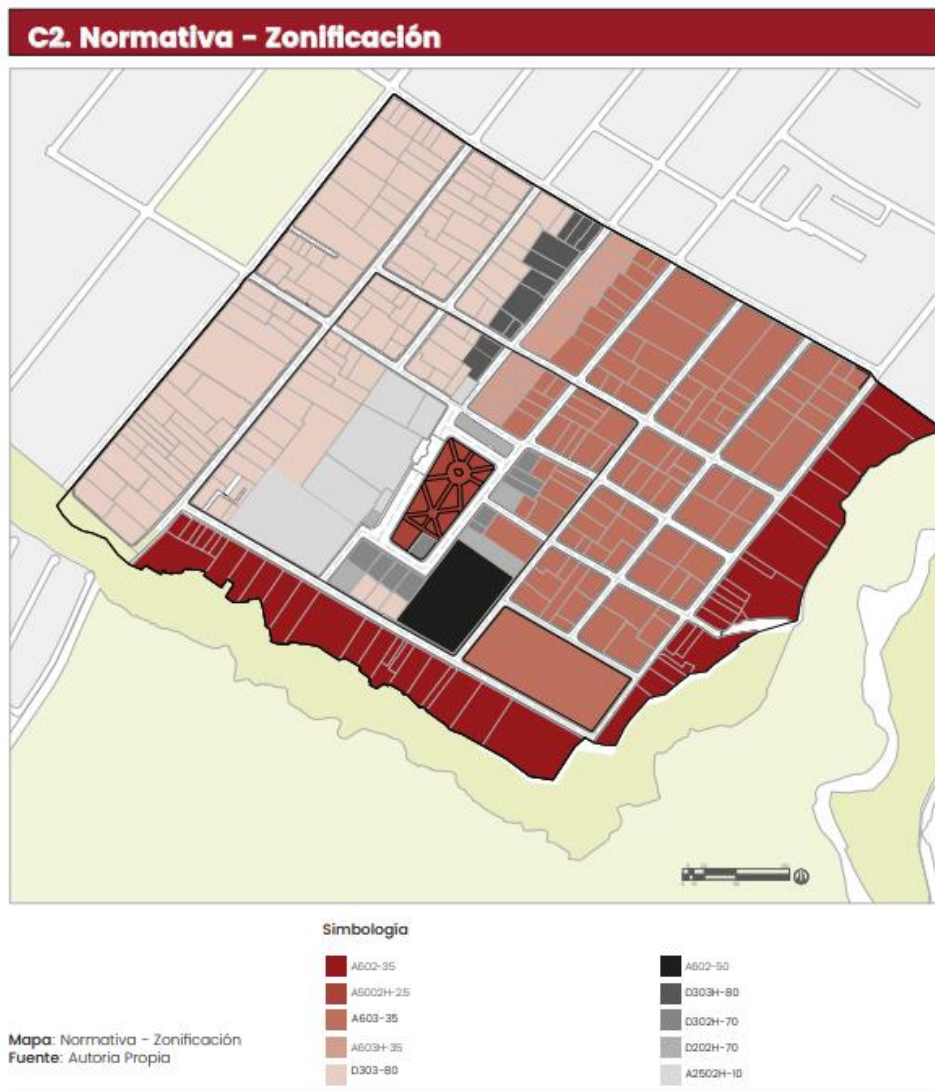 C2. Normativa - Zonificación
Simbología
A602-35
A5002H-25
A603-35
A603H-35
D303-80
A602-50
D303H-80
D302H-70
D202H-70
A2502H-10
Mapa: Normativa - Zonificación
Fuente: Autoria Propia